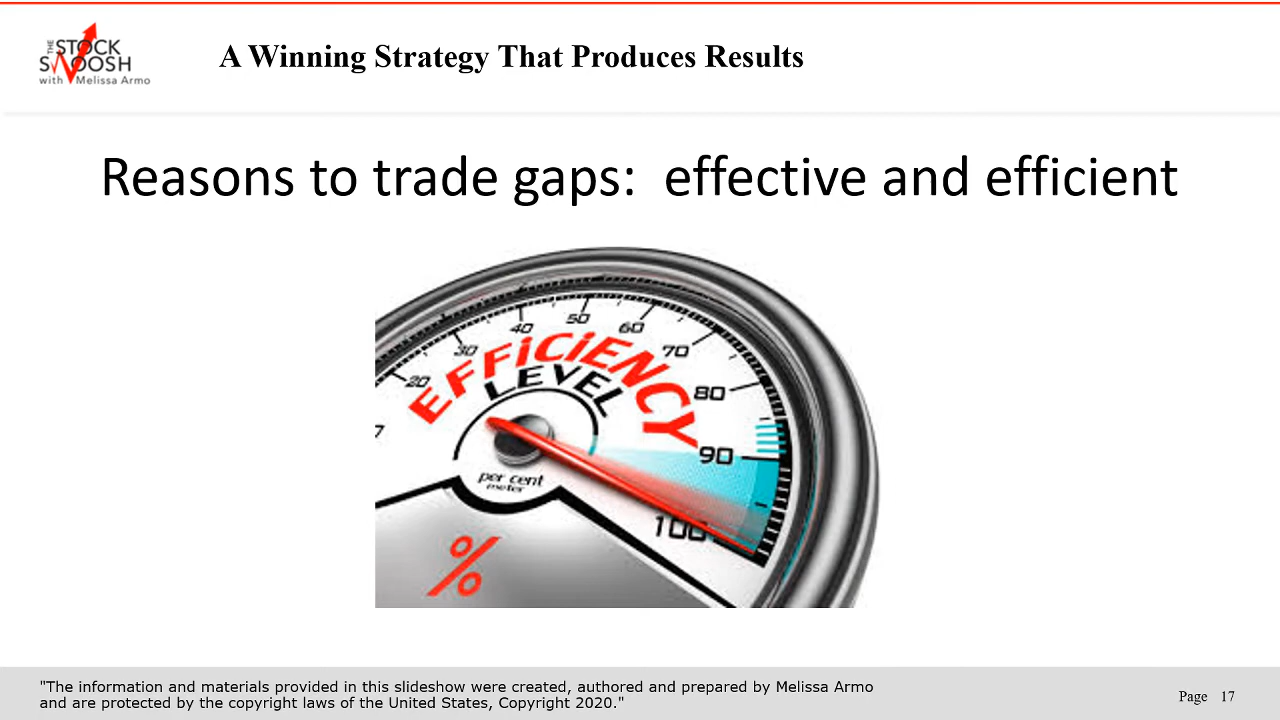 THE
STOCK
SWOOSH
with Melissa Armo
A Winning Strategy That Produces Results
Reasons to trade gaps:  effective and efficient
20
30
40
50
60
70
80
90
100
EFFiCiENCY
LEVEL
per cent
meter
%
"The information and materials provided in this slideshow were created, authored and prepared by Melissa Armo
and are protected by the copyright laws of the United States, Copyright 2020."
Page 17